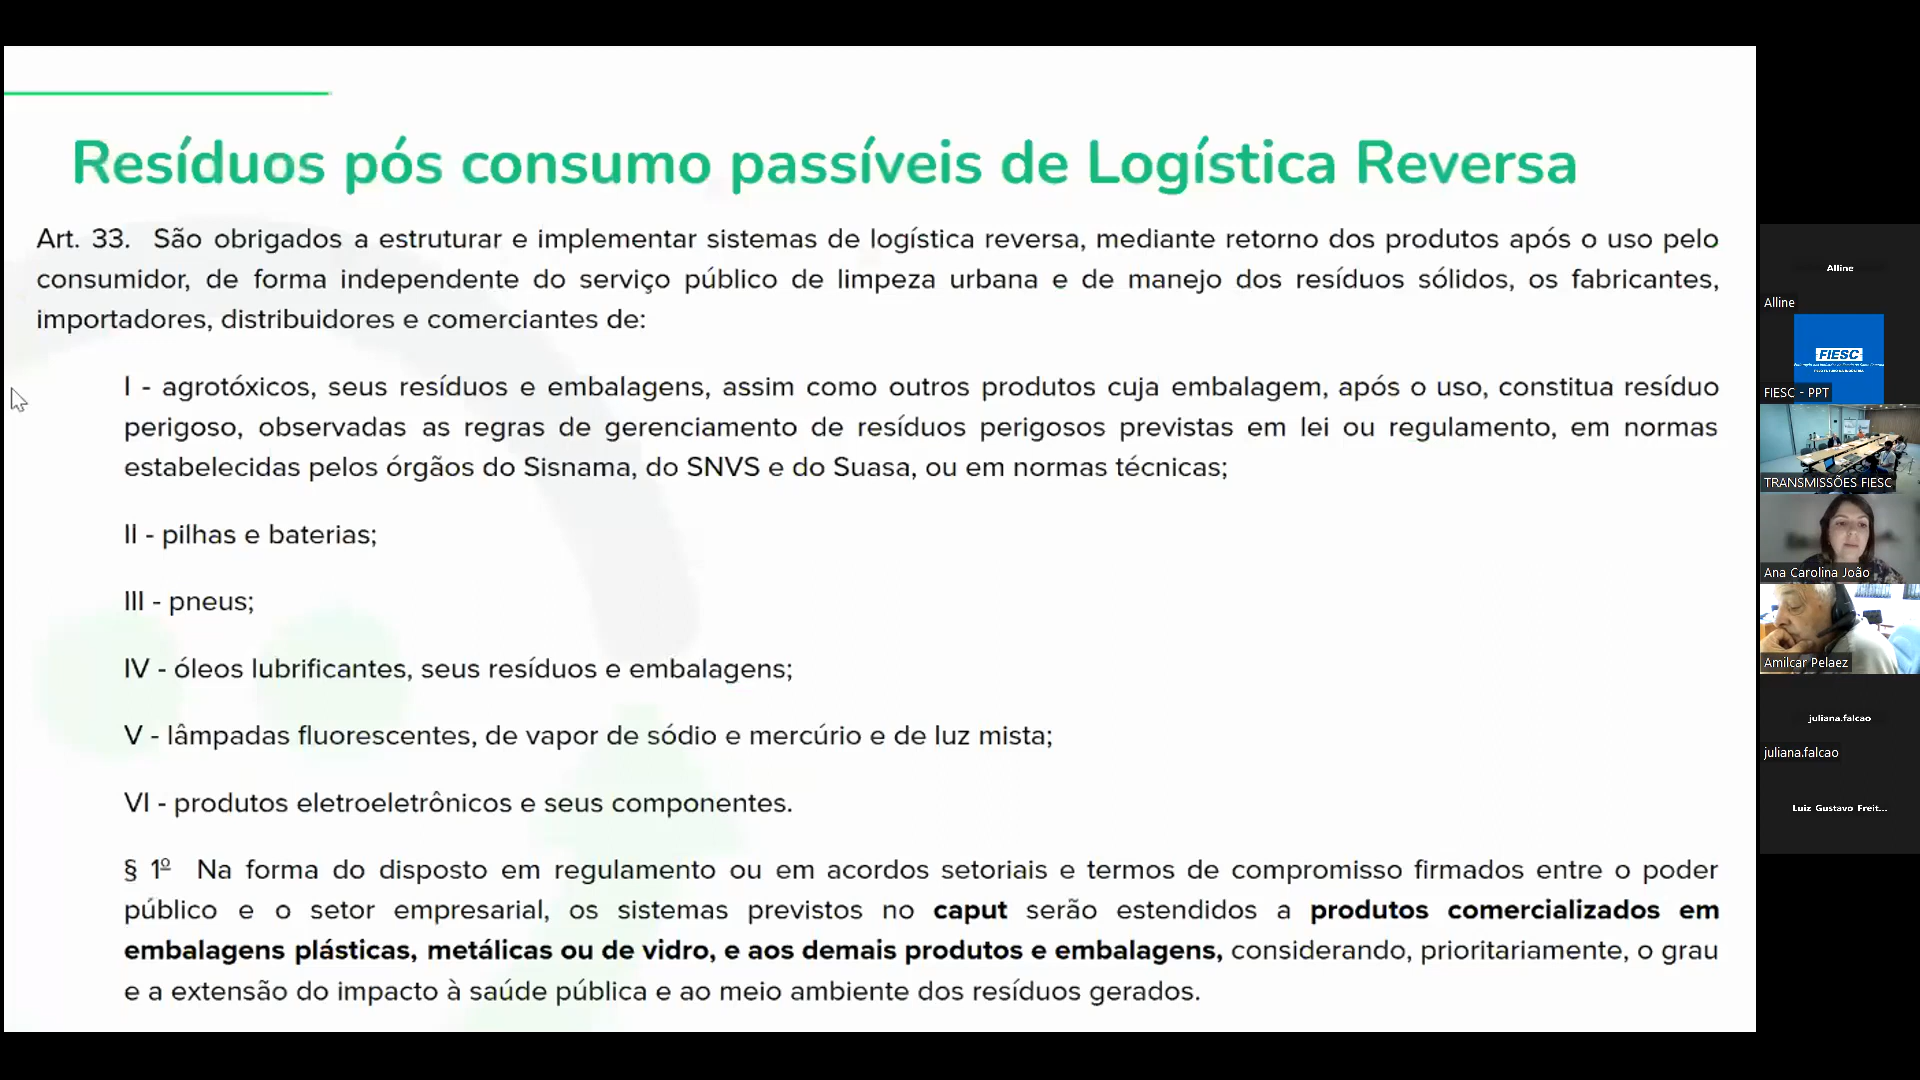 Resíduos pós consumo passíveis de Logística Reversa
Art. 33. São obrigados a estruturar e implementar sistemas de logística reversa, mediante retorno dos produtos após o uso pelo
consumidor, de forma independente do serviço público de limpeza urbana e de manejo dos resíduos sólidos, os fabricantes,
importadores, distribuidores e comerciantes de:
I - agrotóxicos, seus resíduos e embalagens, assim como outros produtos cuja embalagem, após o uso, constitua resíduo
perigoso, observadas as regras de gerenciamento de resíduos perigosos previstas em lei ou regulamento, em normas
estabelecidas pelos órgãos do Sisnama, do SNVS e do Suasa, ou em normas técnicas;
II - pilhas e baterias;
III - pneus;
IV - óleos lubrificantes, seus resíduos e embalagens;
V - lâmpadas fluorescentes, de vapor de sódio e mercúrio e de luz mista;
VI - produtos eletroeletrônicos e seus componentes.
§ 1º Na forma do disposto em regulamento ou em acordos setoriais e termos de compromisso firmados entre o poder
público e o setor empresarial, os sistemas previstos no caput serão estendidos a produtos comercializados em
embalagens plásticas, metálicas ou de vidro, e aos demais produtos e embalagens, considerando, prioritariamente, o grau
e a extensão do impacto à saúde pública e ao meio ambiente dos resíduos gerados.
Alline
Alline
FIESC
FIESC - PPT
TRANSMISSÕES FIESC
Ana Carolina João
Amilcar Pelaez
juliana.falcao
juliana.falcao
Luiz Gustavo Freit...